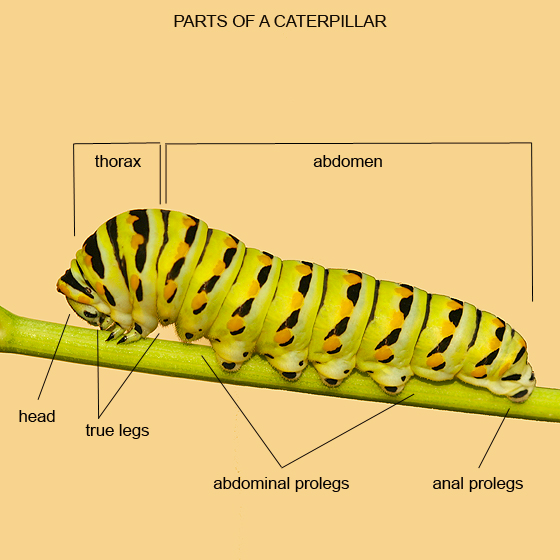 PARTS OF A CATERPILLAR
thorax
abdomen
head
true legs
abdominal prolegs
anal prolegs